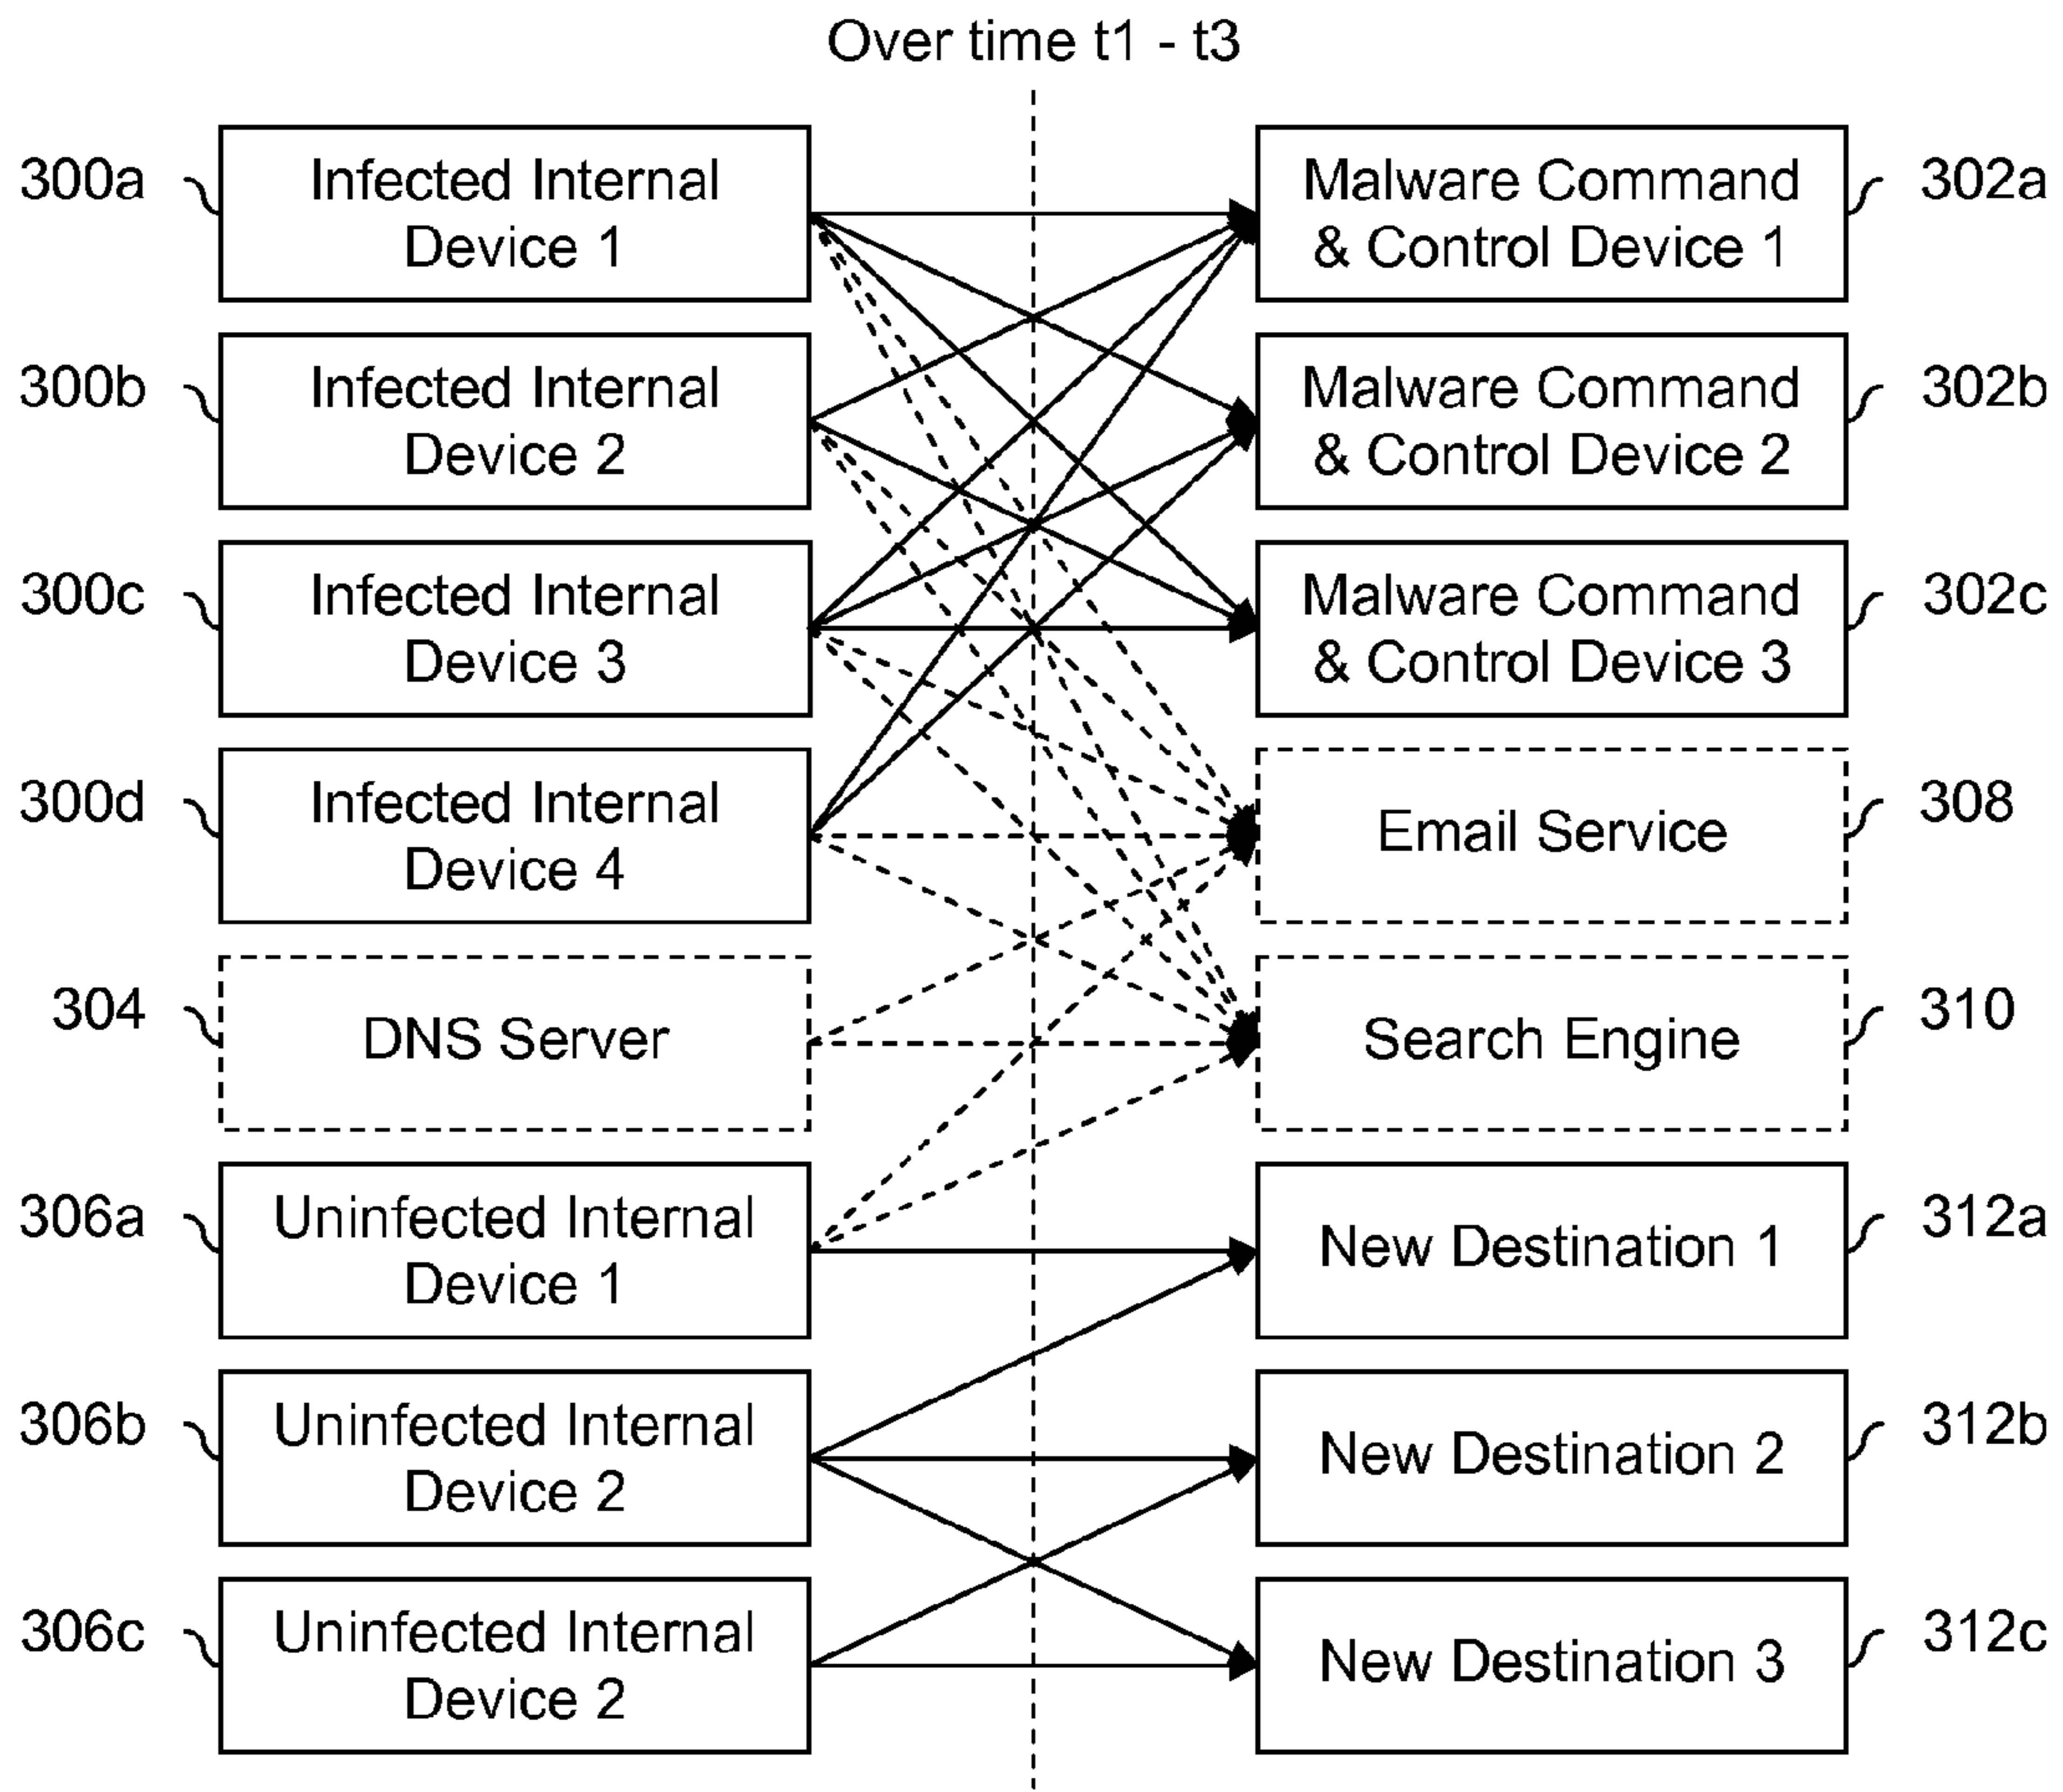 Over time t1 - t3
300a
Infected Internal
Device 1
Malware Command
& Control Device 1
302a
300b
Infected Internal
Device 2
Malware Command
& Control Device 2
302b
300c
Infected Internal
Device 3
Malware Command
& Control Device 3
302c
300d
Infected Internal
Device 4
Email Service
308
304
DNS Server
Search Engine
310
306a
Uninfected Internal
Device 1
New Destination 1
312a
306b
Uninfected Internal
Device 2
New Destination 2
312b
306c
Uninfected Internal
Device 2
New Destination 3
312c